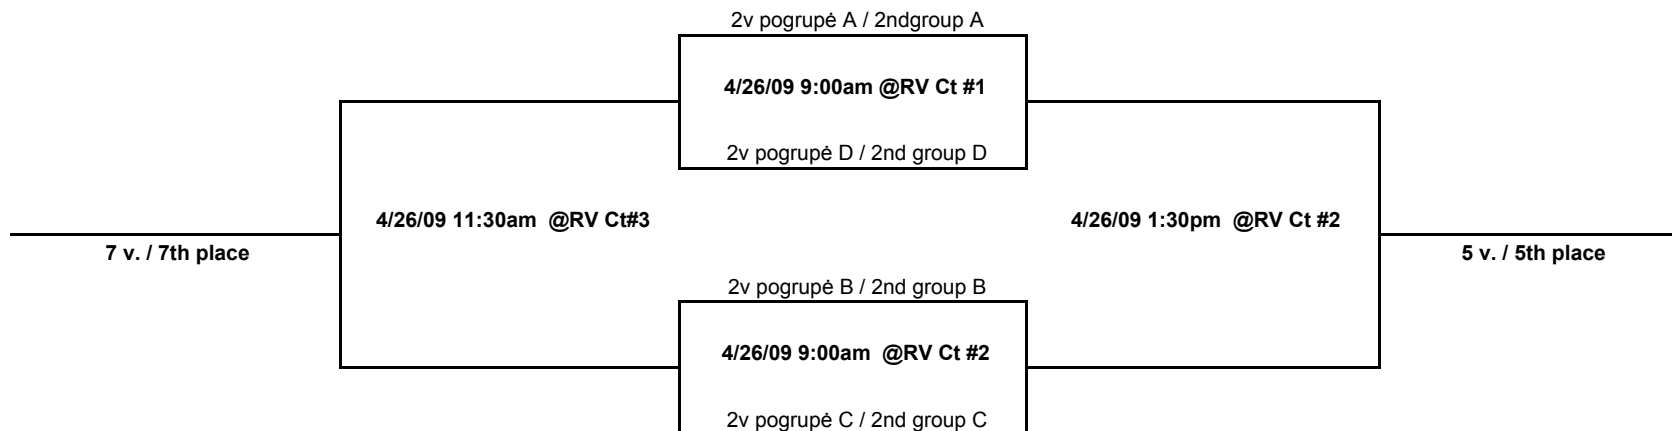 2v pogrupė A / 2ndgroup A
4/26/09 9:00am @RV Ct #1
2v pogrupė D / 2nd group D
4/26/09 11:30am  @RV Ct#3
4/26/09 1:30pm  @RV Ct #2
7 v. / 7th place
5 v. / 5th place
2v pogrupė B / 2nd group B
4/26/09 9:00am  @RV Ct #2
2v pogrupė C / 2nd group C